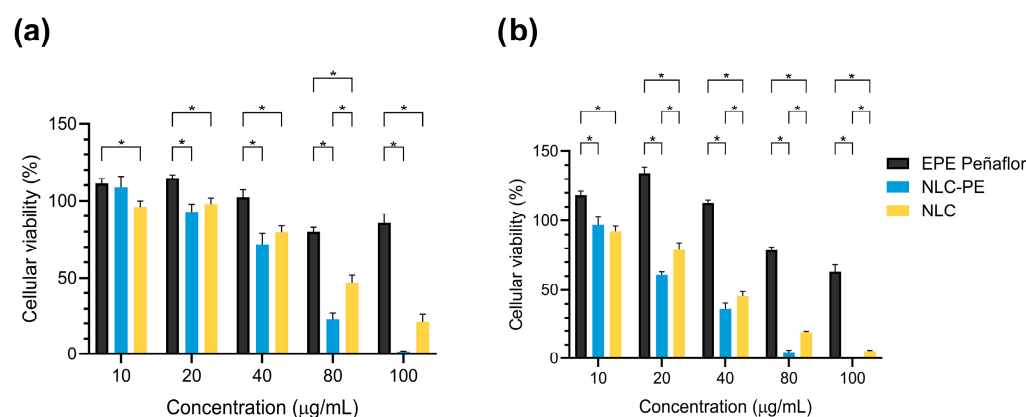 (a)
* * * * * * * * * *
150
100
50
0
10 20 40 80 100
Cellular viability (%)
Concentration (µg/mL)
(b)
* * * * * * * * * * * * * *
150
100
50
0
10 20 40 80 100
Cellular viability (%)
Concentration (µg/mL)
EPE Peñaflor
NLC-PE
NLC